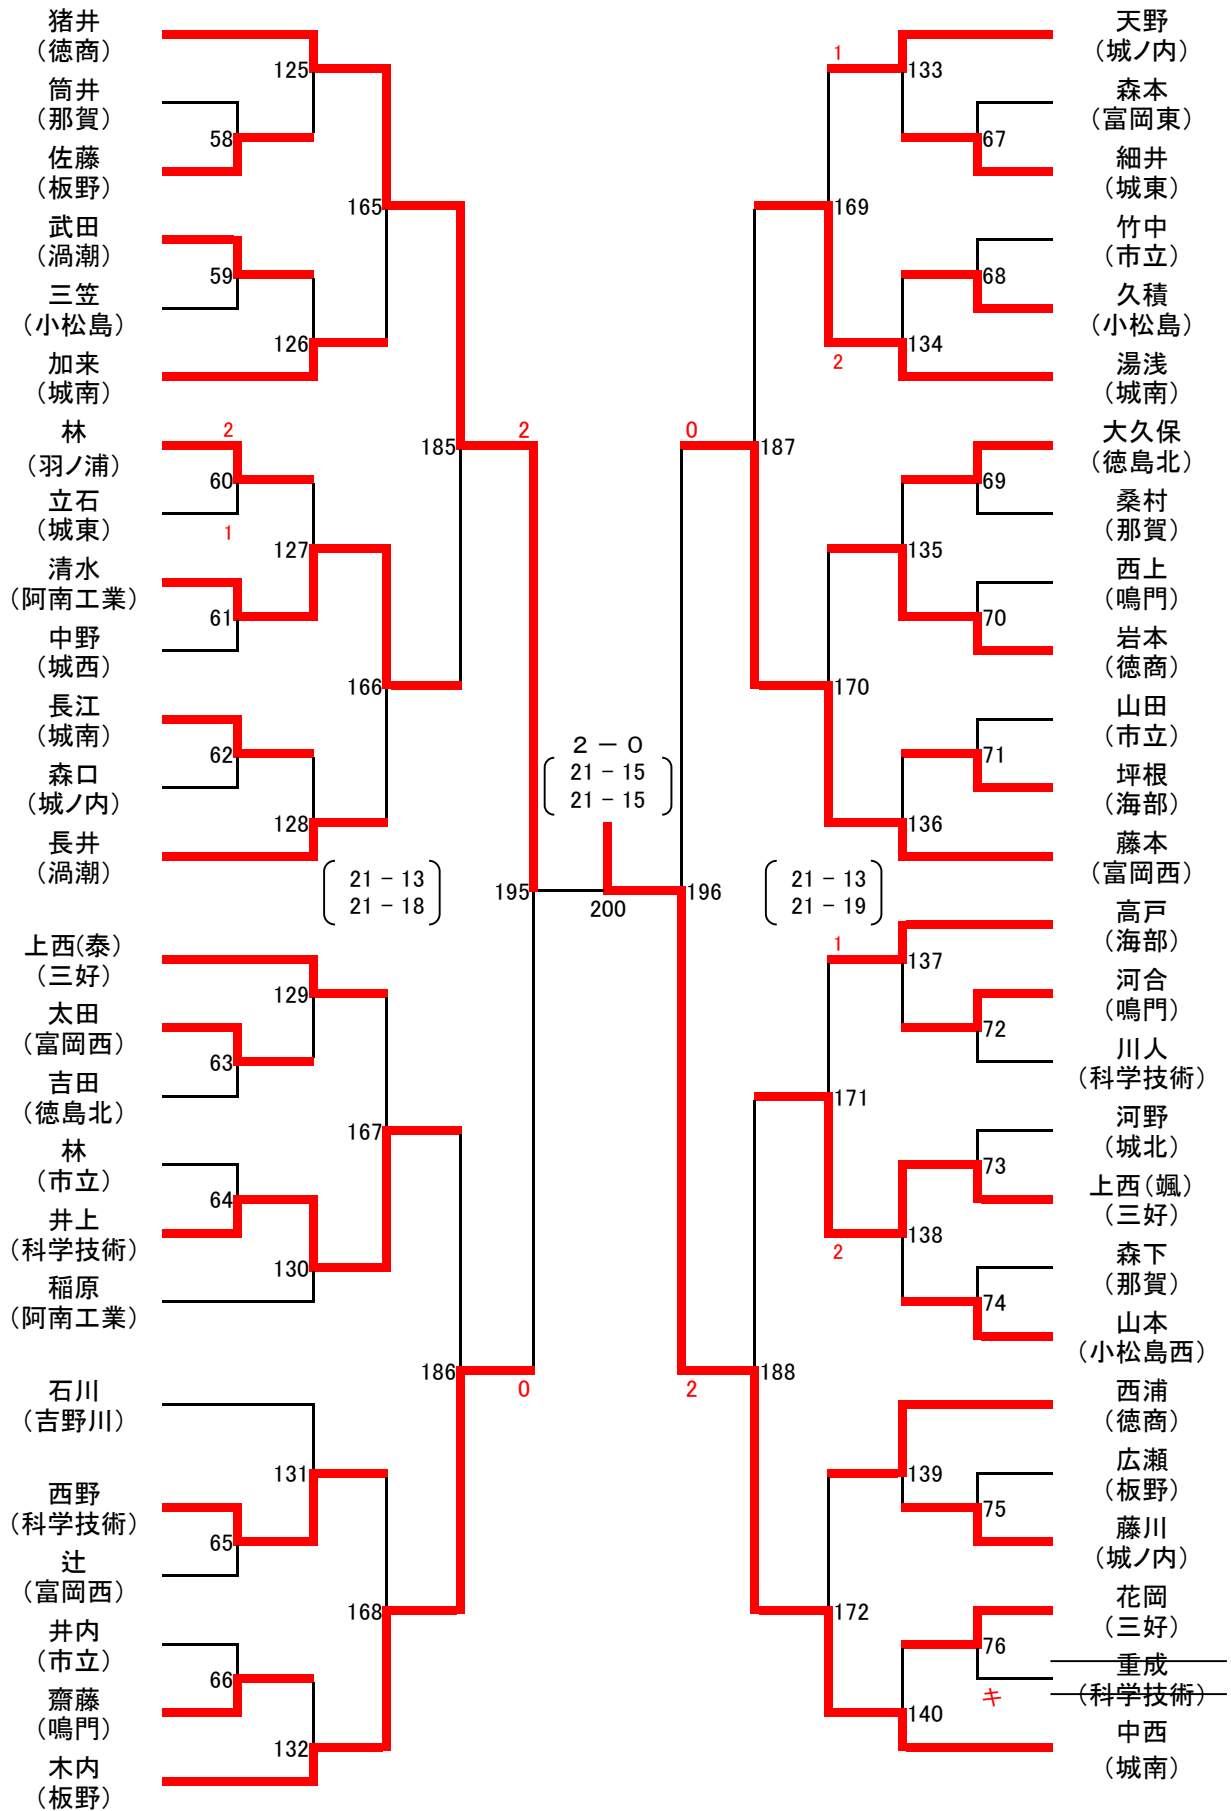 猪井
（徳商）
125
筒井
（那賀）
58
佐藤
（板野）
165
武田
（渦潮）
59
三笠
（小松島）
126
加来
（城南）
185
2
林
2
（羽ノ浦）
60
立石
（城東）
1
127
清水
（阿南工業）
61
中野
（城西）
166
長江
（城南）
62
森口
（城ノ内）
128
長井
（渦潮）
21 － 13
21 － 18
195
上西(泰)
（三好）
129
太田
（富岡西）
63
吉田
（徳島北）
167
林
（市立）
64
井上
（科学技術）
130
稲原
（阿南工業）
186
0
石川
（吉野川）
131
西野
（科学技術）
65
辻
（富岡西）
168
井内
（市立）
66
齋藤
（鳴門）
132
木内
（板野）
２ － ０
21 － 15
21 － 15
200
天野
（城ノ内）
1
133
森本
（富岡東）
67
細井
（城東）
169
竹中
（市立）
68
久積
（小松島）
134
2
湯浅
（城南）
0
187
大久保
（徳島北）
69
桑村
（那賀）
135
西上
（鳴門）
70
岩本
（徳商）
170
山田
（市立）
71
坪根
（海部）
136
藤本
（富岡西）
21 － 13
21 － 19
196
高戸
（海部）
1
137
河合
（鳴門）
72
川人
（科学技術）
171
河野
（城北）
73
上西(颯)
（三好）
138
2
森下
（那賀）
74
山本
（小松島西）
188
2
西浦
（徳商）
139
広瀬
（板野）
75
藤川
（城ノ内）
172
花岡
（三好）
76
重成
（科学技術）
キ
140
中西
（城南）